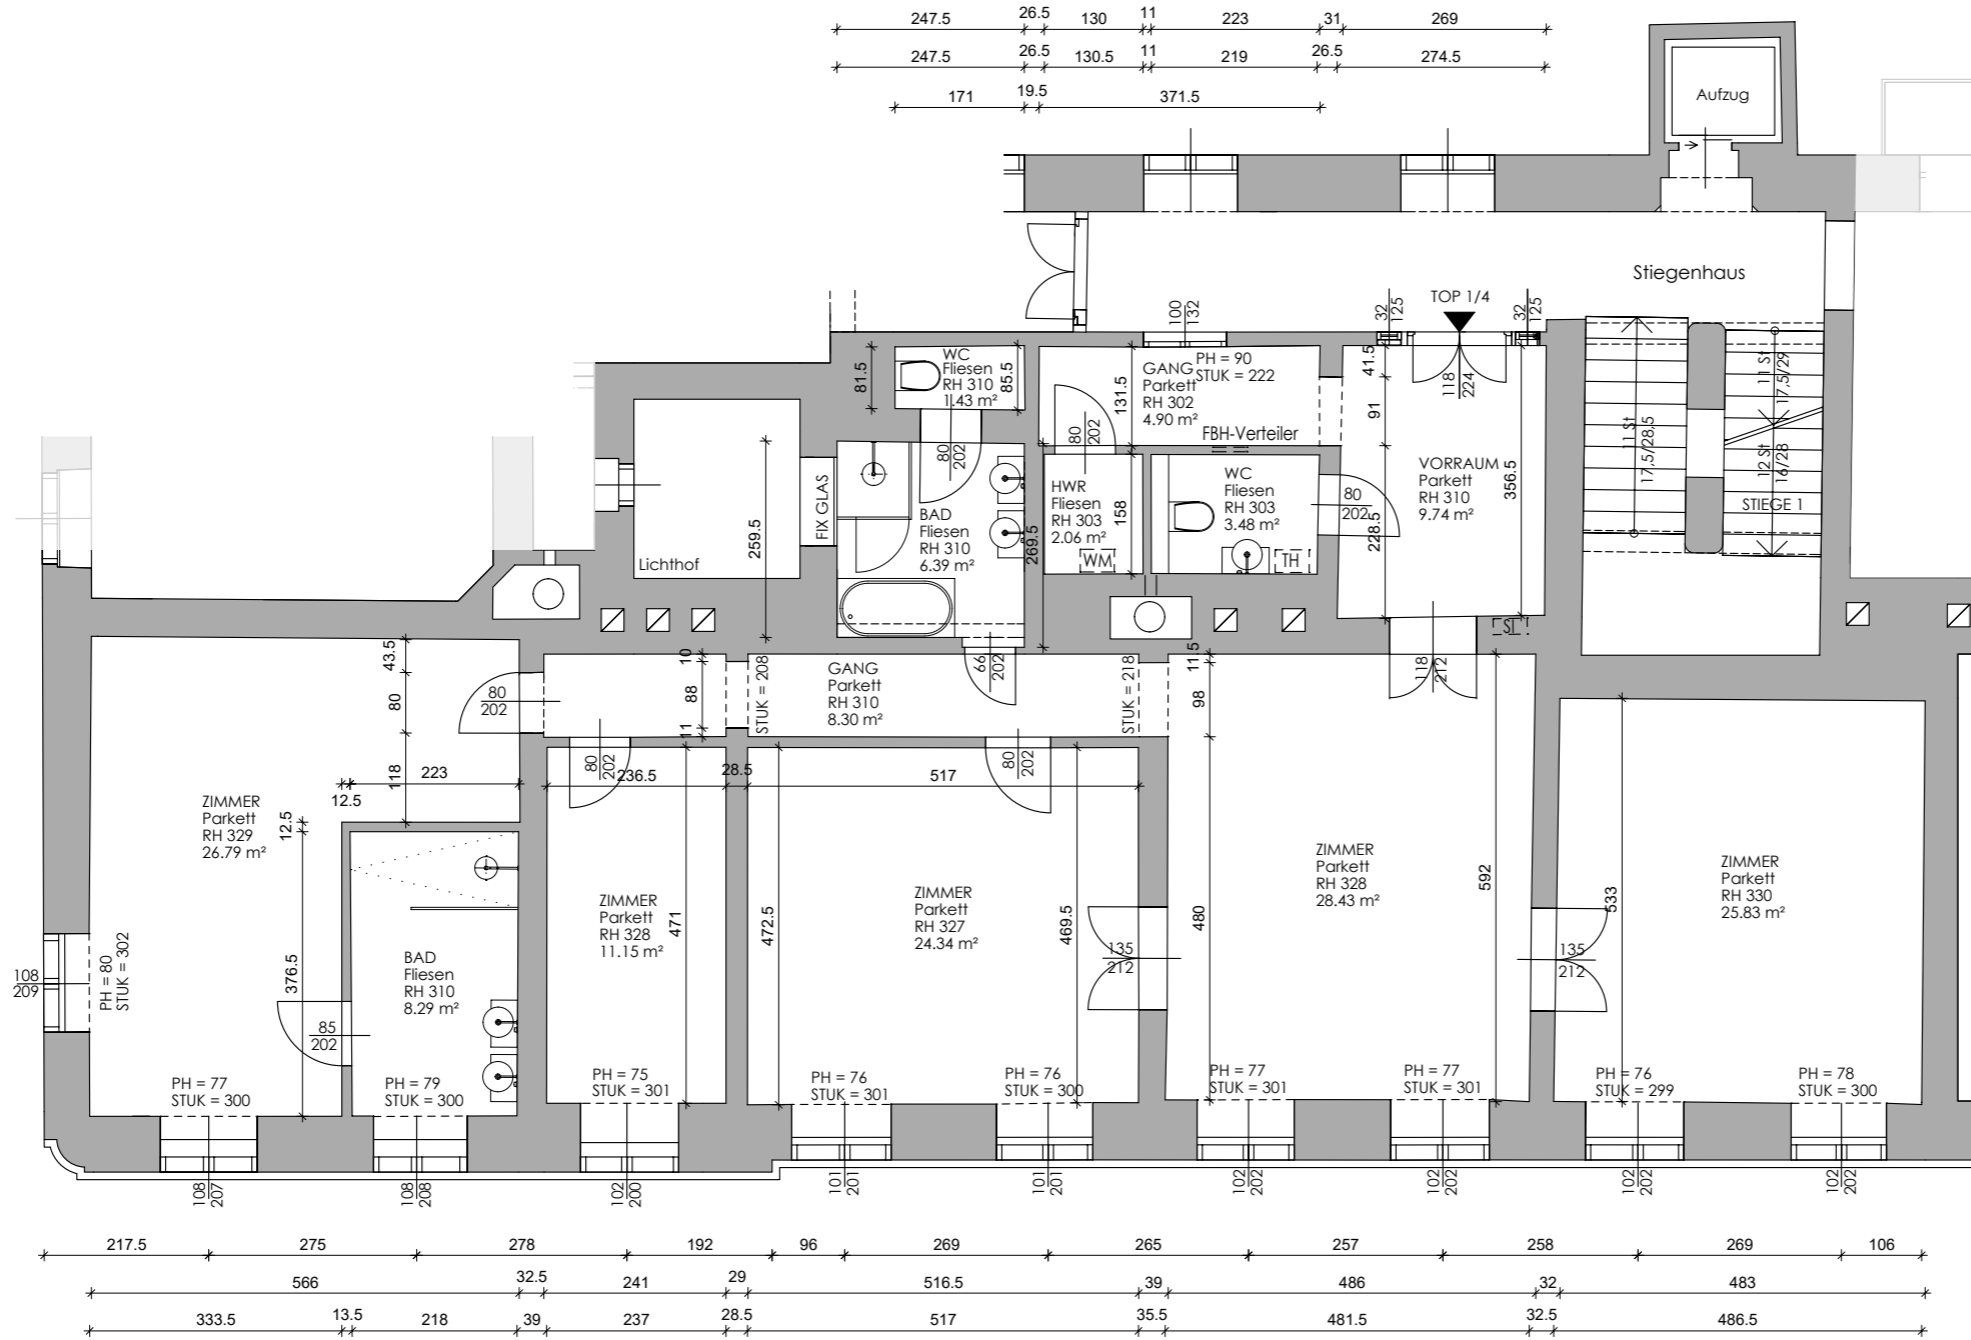 247.5 26.5 130 11 223 31 269
247.5 26.5 130.5 11 219 26.5 274.5
171 19.5 371.5
Aufzug
Stiegenhaus
TOP 1/4
100
132
32
125
32
125
118
224
41.5
91
228.5
356.5
WC
Fliesen
RH 310
1.43 m²
81.5
85.5
GANG
Parkett
RH 302
4.90 m²
PH = 90
STUK = 222
131.5
FBH-Verteiler
80
202
80
202
VORRAUM
Parkett
RH 310
9.74 m²
11 St
17,5/28,5
11 St
17,5/29
12 St
16/28
STIEGE 1
HWR
Fliesen
RH 303
2.06 m²
WM
158
269.5
WC
Fliesen
RH 303
3.48 m²
TH
80
202
BAD
Fliesen
RH 310
6.39 m²
FIX GLAS
259.5
Lichthof
SL
118
212
66
202
GANG
Parkett
RH 310
8.30 m²
STUK = 208
STUK = 218
10
88
11
11.5
98
43.5
80
118
80
202
223
12.5
12.5
80
202
236.5
28.5
517
80
202
ZIMMER
Parkett
RH 329
26.79 m²
376.5
PH = 80
STUK = 302
108
209
BAD
Fliesen
RH 310
8.29 m²
85
202
ZIMMER
Parkett
RH 328
11.15 m²
471
472.5
ZIMMER
Parkett
RH 327
24.34 m²
469.5
135
212
480
ZIMMER
Parkett
RH 328
28.43 m²
592
135
212
533
ZIMMER
Parkett
RH 330
25.83 m²
PH = 77
STUK = 300
PH = 79
STUK = 300
PH = 75
STUK = 301
PH = 76
STUK = 301
PH = 76
STUK = 300
PH = 77
STUK = 301
PH = 77
STUK = 301
PH = 76
STUK = 299
PH = 78
STUK = 300
108
207
108
208
102
200
101
201
101
201
102
202
102
202
102
202
102
202
217.5 275 278 192 96 269 265 257 258 269 106
566 32.5 241 29 516.5 39 486 32 483
333.5 13.5 218 39 237 28.5 517 35.5 481.5 32.5 486.5